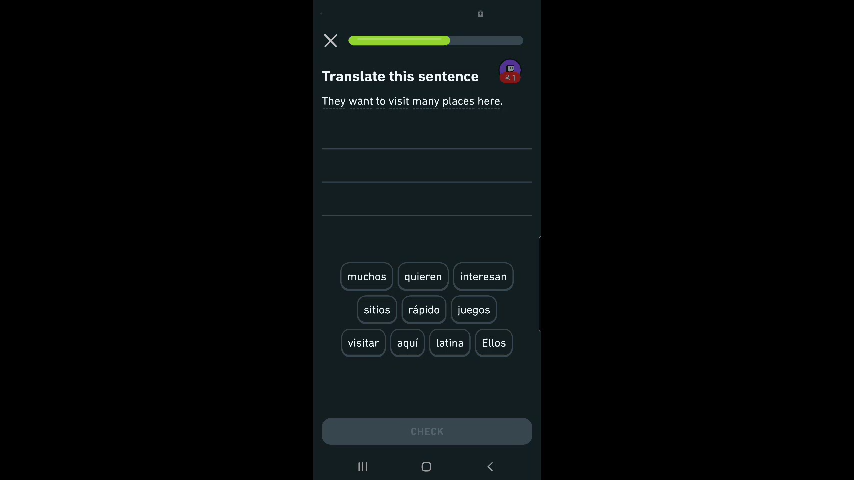 Translate this sentence
They want to visit many places here.
muchos quieren interesan
sitios rápido juegos
visitar aquí latina Ellos
CHECK